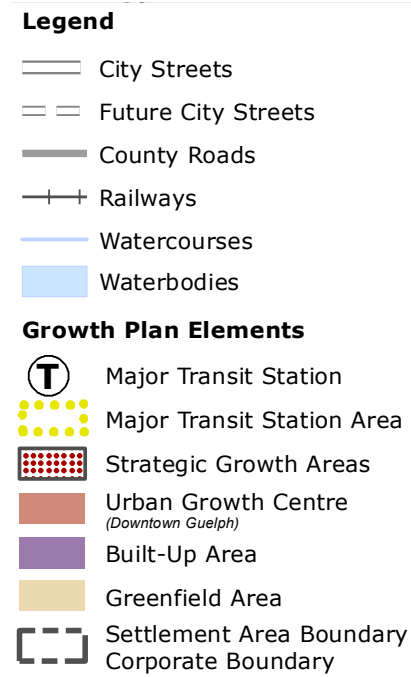 Legend
City Streets
Future City Streets
County Roads
Railways
Watercourses
Waterbodies
Growth Plan Elements
T Major Transit Station
Major Transit Station Area
Strategic Growth Areas
Urban Growth Centre
(Downtown Guelph)
Built-Up Area
Greenfield Area
Settlement Area Boundary
Corporate Boundary